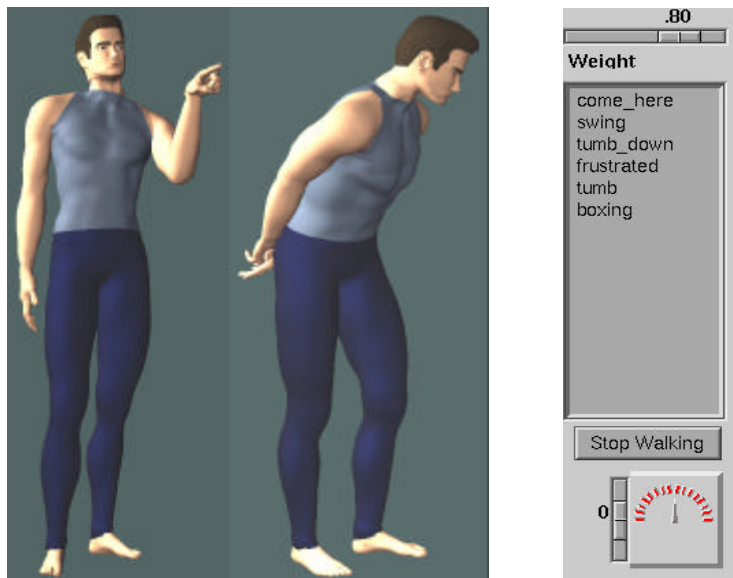 .80
Weight
come_here
swing
tumb_down
frustrated
tumb
boxing
Stop Walking
0